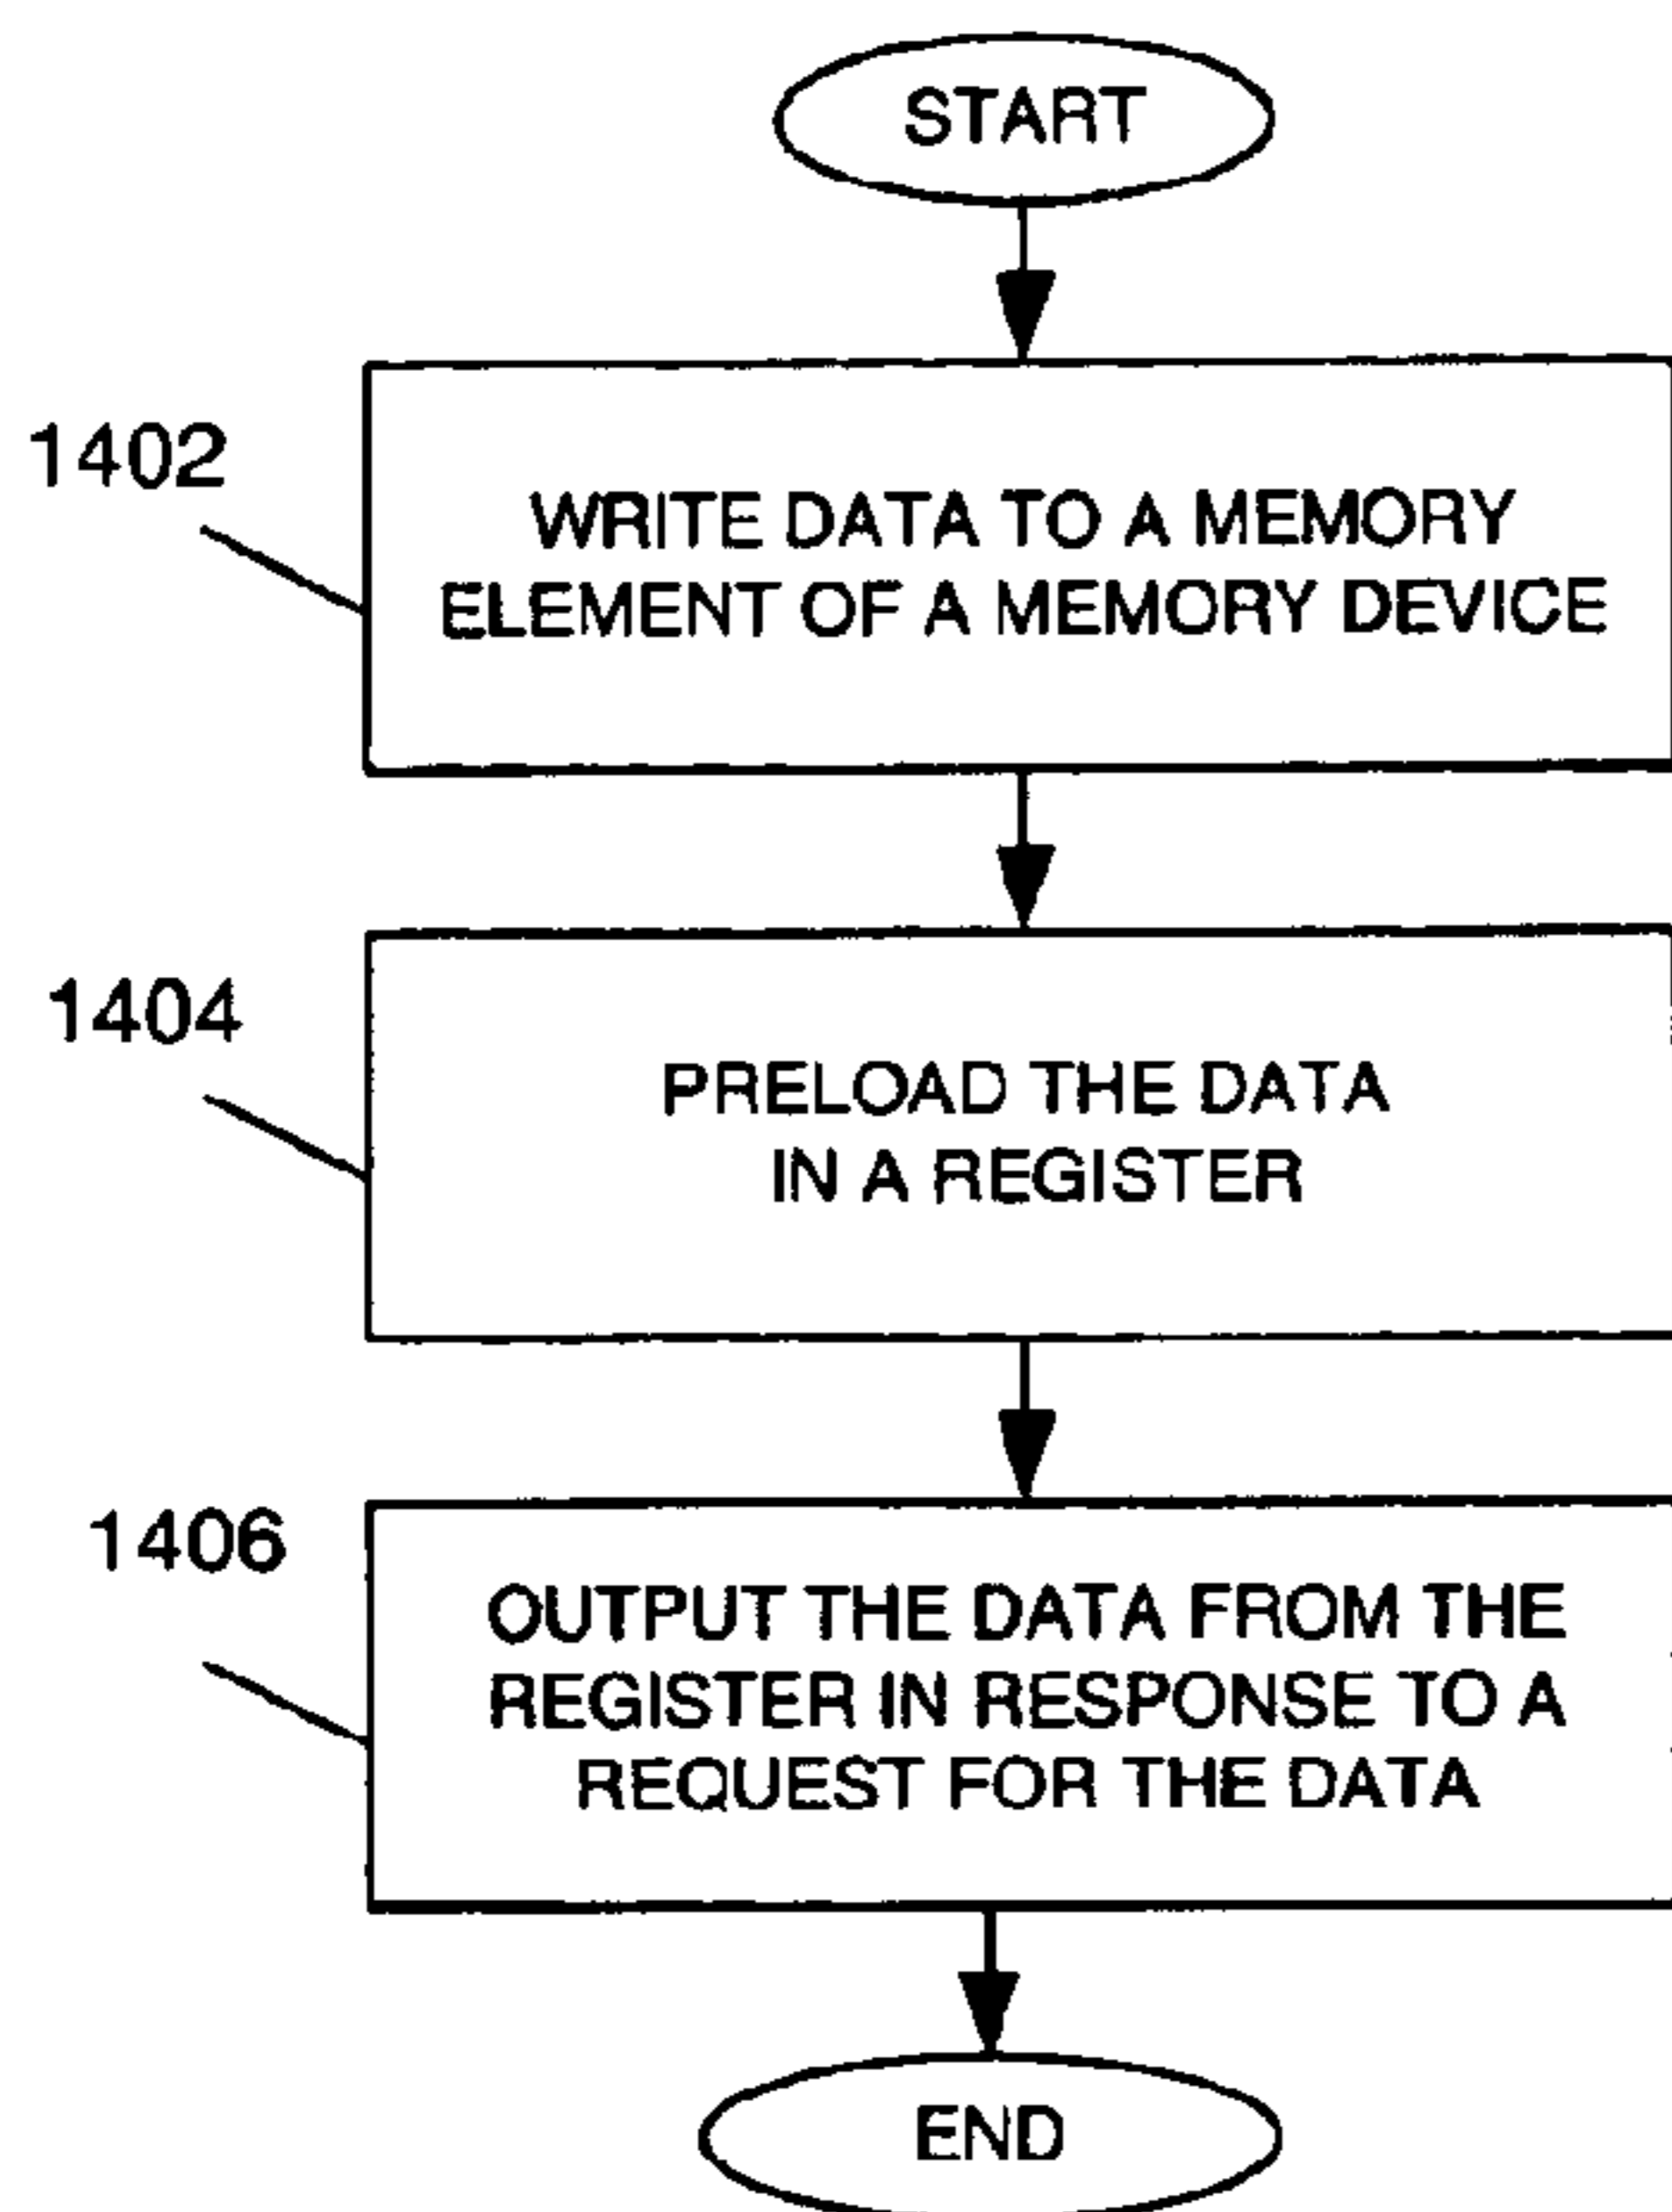 START
1402
WRITE DATA TO A MEMORY
ELEMENT OF A MEMORY DEVICE
1404
PRELOAD THE DATA
IN A REGISTER
1406
OUTPUT THE DATA FROM THE
REGISTER IN RESPONSE TO A
REQUEST FOR THE DATA
END